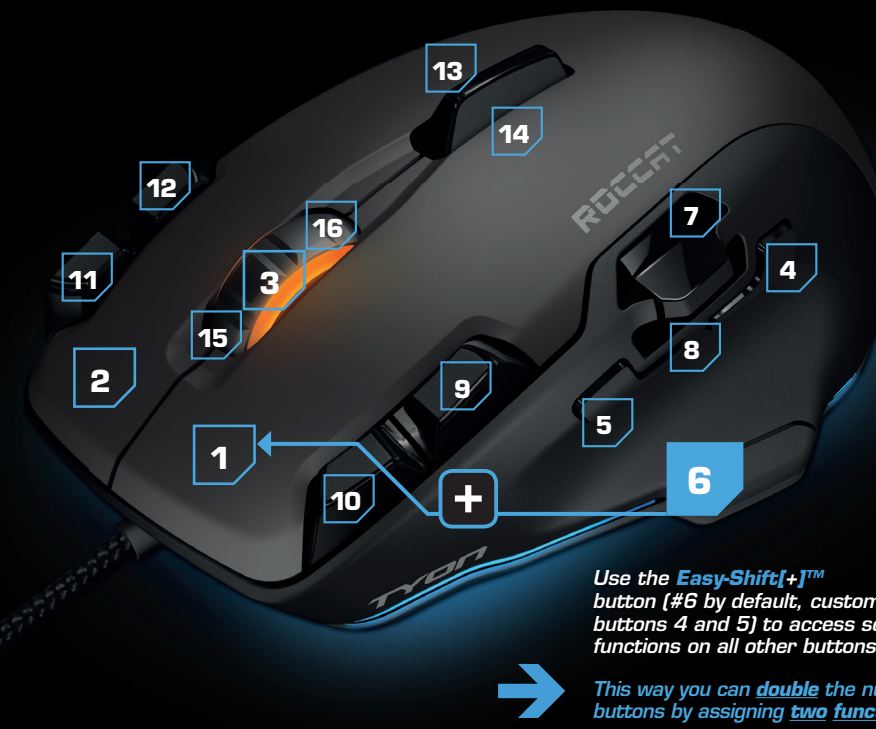 13
14
ROCCAT
12
7
16
4
11
3
15
8
2
9
5
1
6
10
+
TYON
Use the Easy-Shift[+]™
button (#6 by default, custom
buttons 4 and 5) to access se
functions on all other buttons
This way you can double the nu
buttons by assigning two func